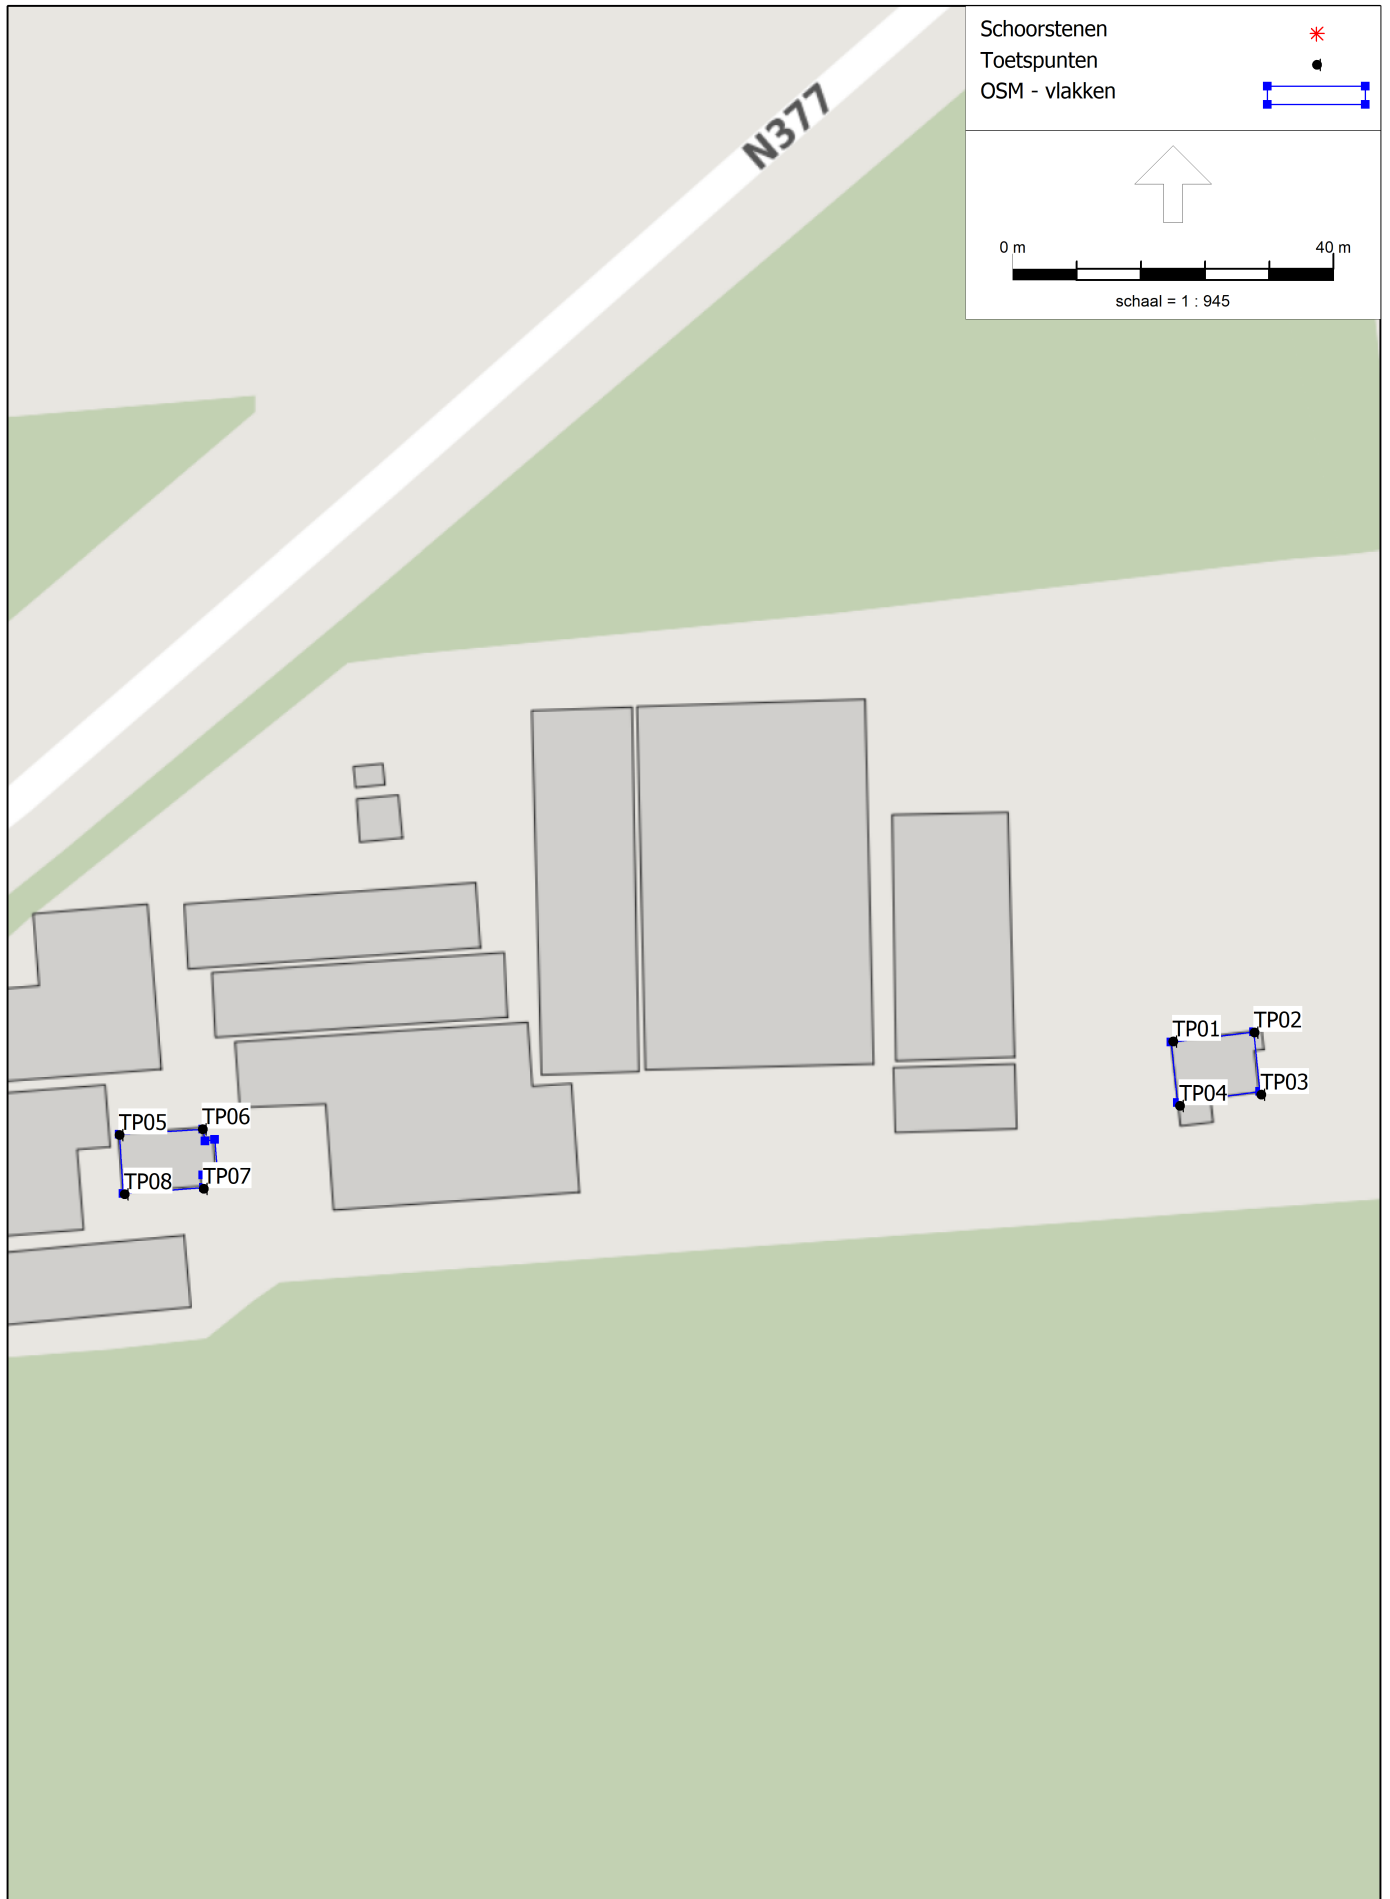 Schoorstenen
Toetspunten
OSM - vlakken
0 m 40 m
schaal = 1 : 945
N377
TP01
TP02
TP03
TP04
TP05
TP06
TP07
TP08